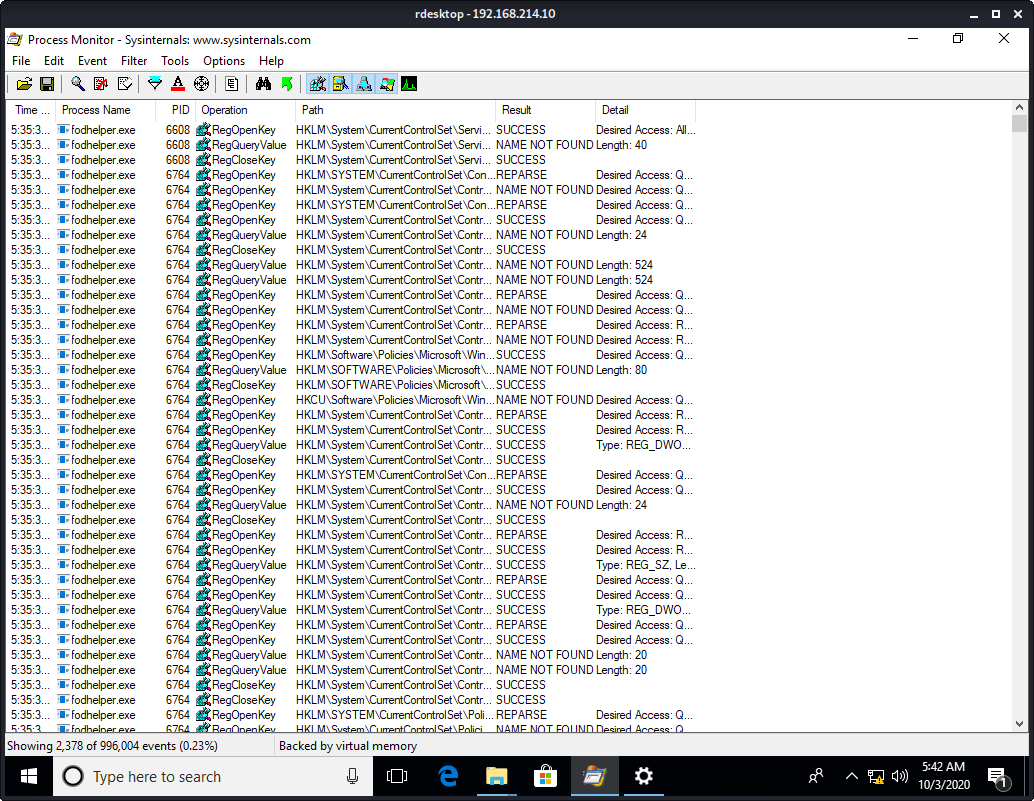 rdesktop - 192.168.214.10
Process Monitor - Sysinternals: www.sysinternals.com
File Edit Event Filter Tools Options Help
Time ... Process Name PID Operation Path Result Detail
5:35:3... fodhelper.exe 6608 RegOpenKey HKLM\System\CurrentControlSet\Servi... SUCCESS Desired Access: All...
5:35:3... fodhelper.exe 6608 RegQueryValue HKLM\System\CurrentControlSet\Servi... NAME NOT FOUND Length: 40
5:35:3... fodhelper.exe 6608 RegCloseKey HKLM\System\CurrentControlSet\Servi... SUCCESS
5:35:3... fodhelper.exe 6764 RegOpenKey HKLM\SYSTEM\CurrentControlSet\Con... REPARSE Desired Access: Q...
5:35:3... fodhelper.exe 6764 RegOpenKey HKLM\System\CurrentControlSet\Contr... NAME NOT FOUND Desired Access: Q...
5:35:3... fodhelper.exe 6764 RegOpenKey HKLM\SYSTEM\CurrentControlSet\Con... REPARSE Desired Access: Q...
5:35:3... fodhelper.exe 6764 RegOpenKey HKLM\System\CurrentControlSet\Contr... SUCCESS Desired Access: Q...
5:35:3... fodhelper.exe 6764 RegQueryValue HKLM\System\CurrentControlSet\Contr... NAME NOT FOUND Length: 24
5:35:3... fodhelper.exe 6764 RegCloseKey HKLM\System\CurrentControlSet\Contr... SUCCESS
5:35:3... fodhelper.exe 6764 RegQueryValue HKLM\System\CurrentControlSet\Contr... NAME NOT FOUND Length: 524
5:35:3... fodhelper.exe 6764 RegQueryValue HKLM\System\CurrentControlSet\Contr... NAME NOT FOUND Length: 524
5:35:3... fodhelper.exe 6764 RegOpenKey HKLM\System\CurrentControlSet\Contr... REPARSE Desired Access: Q...
5:35:3... fodhelper.exe 6764 RegOpenKey HKLM\System\CurrentControlSet\Contr... NAME NOT FOUND Desired Access: Q...
5:35:3... fodhelper.exe 6764 RegOpenKey HKLM\System\CurrentControlSet\Contr... REPARSE Desired Access: R...
5:35:3... fodhelper.exe 6764 RegOpenKey HKLM\System\CurrentControlSet\Contr... NAME NOT FOUND Desired Access: R...
5:35:3... fodhelper.exe 6764 RegOpenKey HKLM\Software\Policies\Microsoft\Win... SUCCESS Desired Access: Q...
5:35:3... fodhelper.exe 6764 RegQueryValue HKLM\SOFTWARE\Policies\Microsoft\... NAME NOT FOUND Length: 80
5:35:3... fodhelper.exe 6764 RegCloseKey HKLM\SOFTWARE\Policies\Microsoft\... SUCCESS
5:35:3... fodhelper.exe 6764 RegOpenKey HKCU\Software\Policies\Microsoft\Win... NAME NOT FOUND Desired Access: Q...
5:35:3... fodhelper.exe 6764 RegOpenKey HKLM\System\CurrentControlSet\Contr... REPARSE Desired Access: R...
5:35:3... fodhelper.exe 6764 RegOpenKey HKLM\System\CurrentControlSet\Contr... SUCCESS Desired Access: R...
5:35:3... fodhelper.exe 6764 RegQueryValue HKLM\System\CurrentControlSet\Contr... SUCCESS Type: REG_DWO...
5:35:3... fodhelper.exe 6764 RegCloseKey HKLM\System\CurrentControlSet\Contr... SUCCESS
5:35:3... fodhelper.exe 6764 RegOpenKey HKLM\SYSTEM\CurrentControlSet\Con... REPARSE Desired Access: Q...
5:35:3... fodhelper.exe 6764 RegOpenKey HKLM\System\CurrentControlSet\Contr... SUCCESS Desired Access: Q...
5:35:3... fodhelper.exe 6764 RegQueryValue HKLM\System\CurrentControlSet\Contr... NAME NOT FOUND Length: 24
5:35:3... fodhelper.exe 6764 RegCloseKey HKLM\System\CurrentControlSet\Contr... SUCCESS
5:35:3... fodhelper.exe 6764 RegOpenKey HKLM\System\CurrentControlSet\Contr... REPARSE Desired Access: R...
5:35:3... fodhelper.exe 6764 RegOpenKey HKLM\System\CurrentControlSet\Contr... SUCCESS Desired Access: R...
5:35:3... fodhelper.exe 6764 RegQueryValue HKLM\System\CurrentControlSet\Contr... SUCCESS Type: REG_SZ, Le...
5:35:3... fodhelper.exe 6764 RegOpenKey HKLM\System\CurrentControlSet\Contr... REPARSE Desired Access: Q...
5:35:3... fodhelper.exe 6764 RegOpenKey HKLM\System\CurrentControlSet\Contr... SUCCESS Desired Access: Q...
5:35:3... fodhelper.exe 6764 RegQueryValue HKLM\System\CurrentControlSet\Contr... SUCCESS Type: REG_DWO...
5:35:3... fodhelper.exe 6764 RegOpenKey HKLM\System\CurrentControlSet\Contr... REPARSE Desired Access: Q...
5:35:3... fodhelper.exe 6764 RegOpenKey HKLM\System\CurrentControlSet\Contr... SUCCESS Desired Access: Q...
5:35:3... fodhelper.exe 6764 RegQueryValue HKLM\System\CurrentControlSet\Contr... NAME NOT FOUND Length: 20
5:35:3... fodhelper.exe 6764 RegQueryValue HKLM\System\CurrentControlSet\Contr... NAME NOT FOUND Length: 20
5:35:3... fodhelper.exe 6764 RegCloseKey HKLM\System\CurrentControlSet\Contr... SUCCESS
5:35:3... fodhelper.exe 6764 RegCloseKey HKLM\System\CurrentControlSet\Contr... SUCCESS
5:35:3... fodhelper.exe 6764 RegOpenKey HKLM\SYSTEM\CurrentControlSet\Poli... REPARSE Desired Access: Q...
5:35:3... fodhelper.exe 6764 RegOpenKey HKLM\System\CurrentControlSet\Polici... NAME NOT FOUND Desired Access: Q...
Showing 2,378 of 996,004 events (0.23%) Backed by virtual memory
Type here to search
5:42 AM
10/3/2020
1